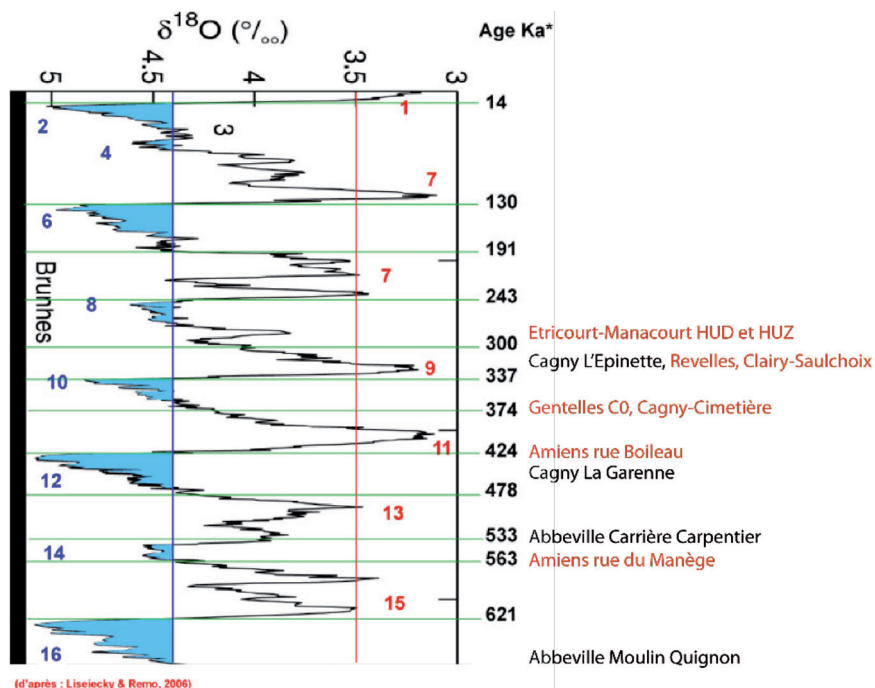 δ18O (°/oo) Age Ka*
5 4.5 4 3.5 3
14
1
2
3
4
7
130
6
191
7
243
8
Etricourt-Manacourt HUD et HUZ
300
Cagny L'Epinette, Revelles, Clairy-Saulchoix
9
337
10
374 Gentelles C0, Cagny-Cimetière
11
424 Amiens rue Boileau
Cagny La Garenne
12
478
13
533 Abbeville Carrière Carpentier
14
563 Amiens rue du Manège
15
621
16
Abbeville Moulin Quignon
Brunhes
(d'après : Liseiecky & Remo, 2006)